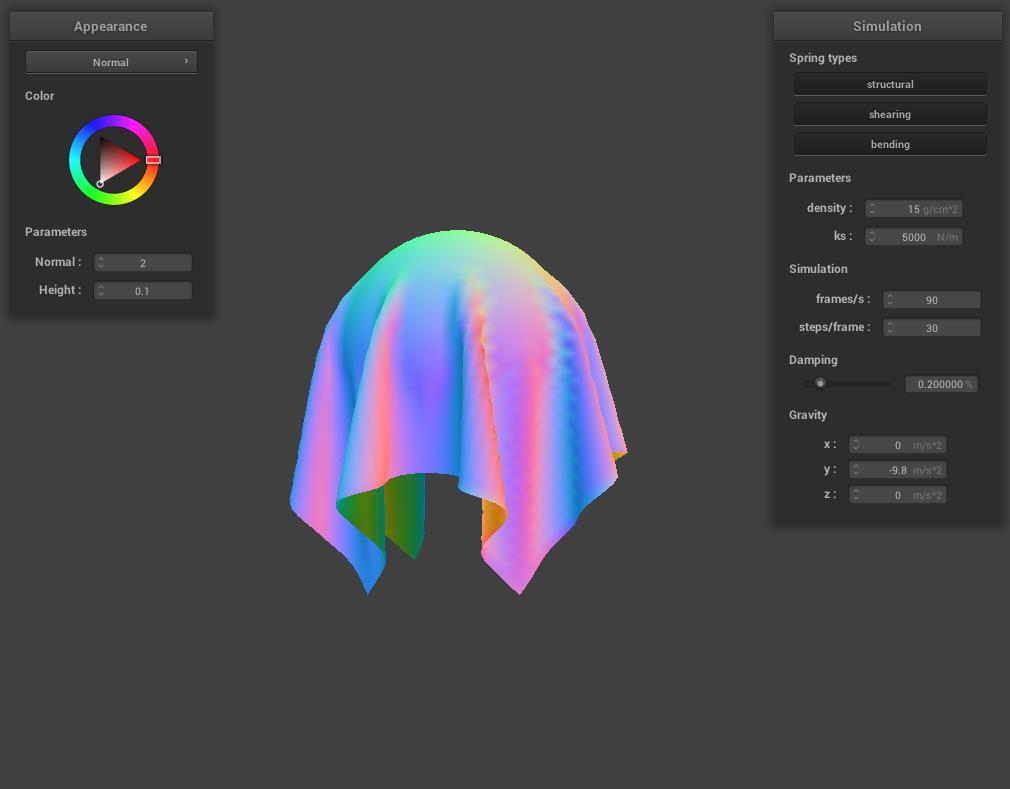 Appearance
Normal
Color
Parameters
Normal : 2
Height : 0.1
Simulation
Spring types
structural
shearing
bending
Parameters
density : 15 g/cm^2
ks : 5000 N/m
Simulation
frames/s : 90
steps/frame : 30
Damping
0.200000 %
Gravity
x : 0 m/s^2
y : -9.8 m/s^2
z : 0 m/s^2